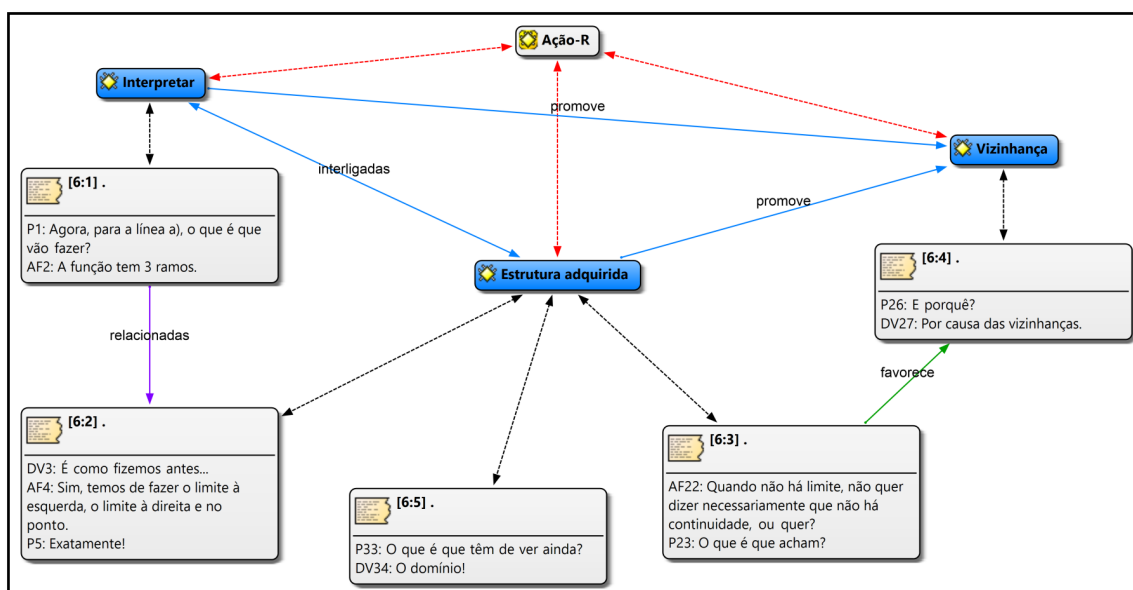 Ação-R
Interpretar
promove
Vizinhança
interligadas
[6:1] .
P1: Agora, para a línea a), o que é que
vão fazer?
AF2: A função tem 3 ramos.
promove
Estrutura adquirida
[6:4] .
P26: E porquê?
DV27: Por causa das vizinhanças.
relacionadas
favorece
[6:2] .
DV3: É como fizemos antes...
AF4: Sim, temos de fazer o limite à
esquerda, o limite à direita e no
ponto.
P5: Exatamente!
[6:5] .
P33: O que é que têm de ver ainda?
DV34: O domínio!
[6:3] .
AF22: Quando não há limite, não quer
dizer necessariamente que não há
continuidade, ou quer?
P23: O que é que acham?